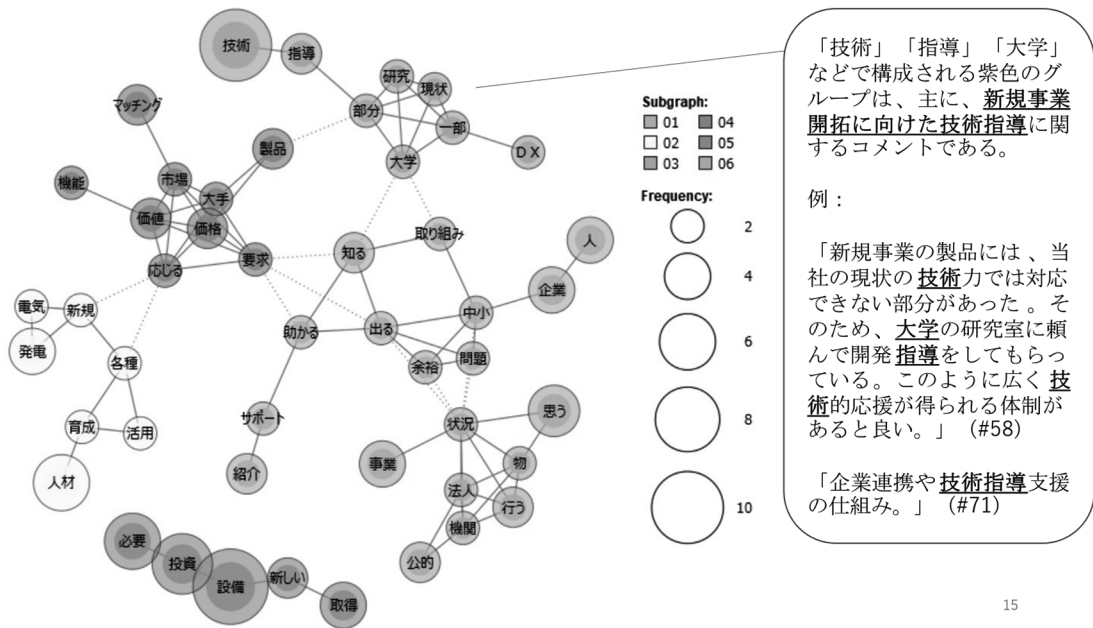 技術
指導
研究
現状
部分
一部
マッチング
製品
大学
DX
機能
市場
大手
価値
価格
取り組み
人
応じる
要求
知る
企業
電気
新規
中小
発電
助かる
出る
各種
余裕
問題
育成
活用
サポート
状況
思う
人材
紹介
事業
物
法人
行う
機関
公的
必要
投資
設備
新しい
取得
Subgraph:
01 04
02 05
03 06
Frequency:
2
4
6
8
10
「技術」「指導」「大学」
などで構成される紫色のグ
ループは、主に、新規事業
開拓に向けた技術指導に関
するコメントである。
例：
「新規事業の製品には、当
社の現状の技術力では対応
できない部分があった。そ
のため、大学の研究室に頼
んで開発指導をしてもらっ
ている。このように広く技
術的応援が得られる体制が
あると良い。」（#58）
「企業連携や技術指導支援
の仕組み。」（#71）
15